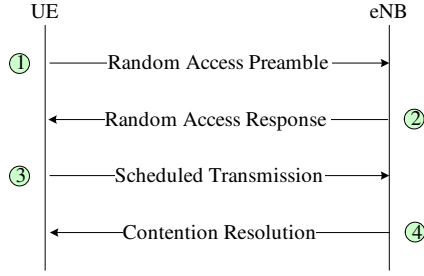 UE eNB
① Random Access Preamble
Random Access Response ②
③ Scheduled Transmission
Contention Resolution ④